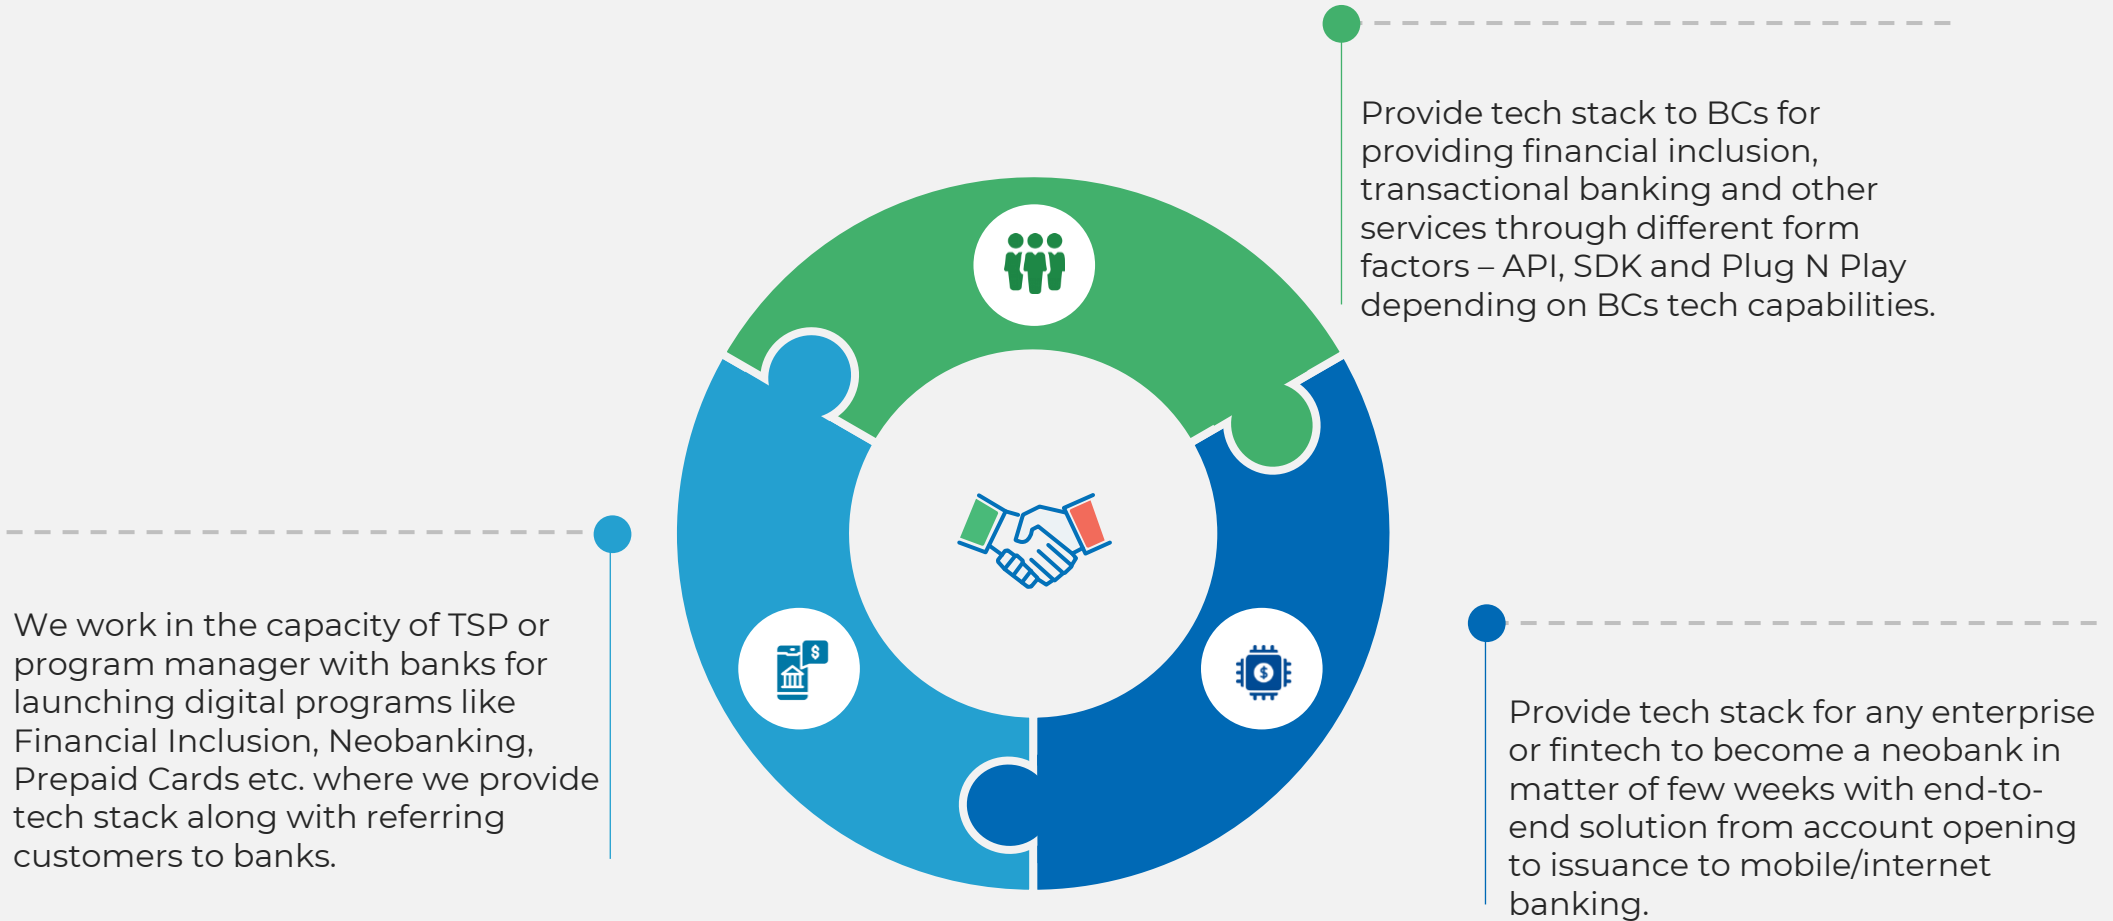 Provide tech stack to BCs for
providing financial inclusion,
transactional banking and other
services through different form
factors – API, SDK and Plug N Play
depending on BCs tech capabilities.
We work in the capacity of TSP or
program manager with banks for
launching digital programs like
Financial Inclusion, Neobanking,
Prepaid Cards etc. where we provide
tech stack along with referring
customers to banks.
$
$
Provide tech stack for any enterprise
or fintech to become a neobank in
matter of few weeks with end-to-
end solution from account opening
to issuance to mobile/internet
banking.